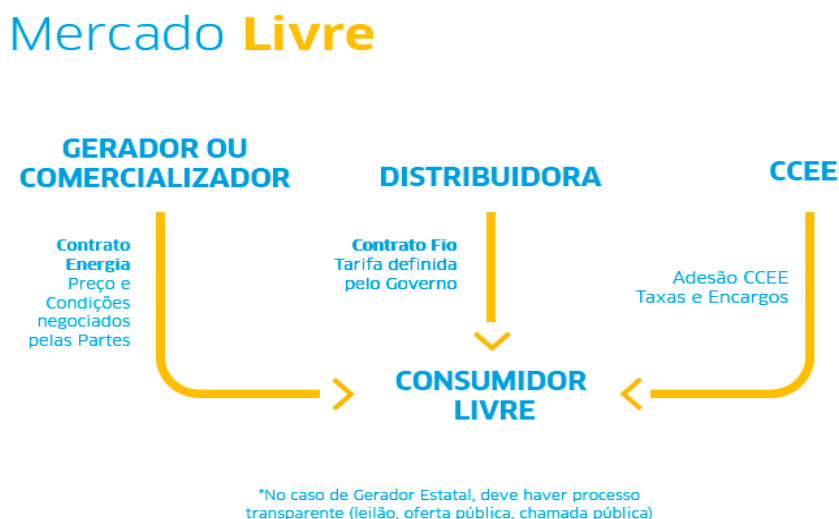 Mercado Livre
GERADOR OU
COMERCIALIZADOR
DISTRIBUIDORA
CCEE
Contrato
Energia
Preço e
Condições
negociados
pelas Partes
Contrato Fio
Tarifa definida
pelo Governo
Adesão CCEE
Taxas e Encargos
CONSUMIDOR
LIVRE
*No caso de Gerador Estatal, deve haver processo
transparente (leilão, oferta pública, chamada pública)